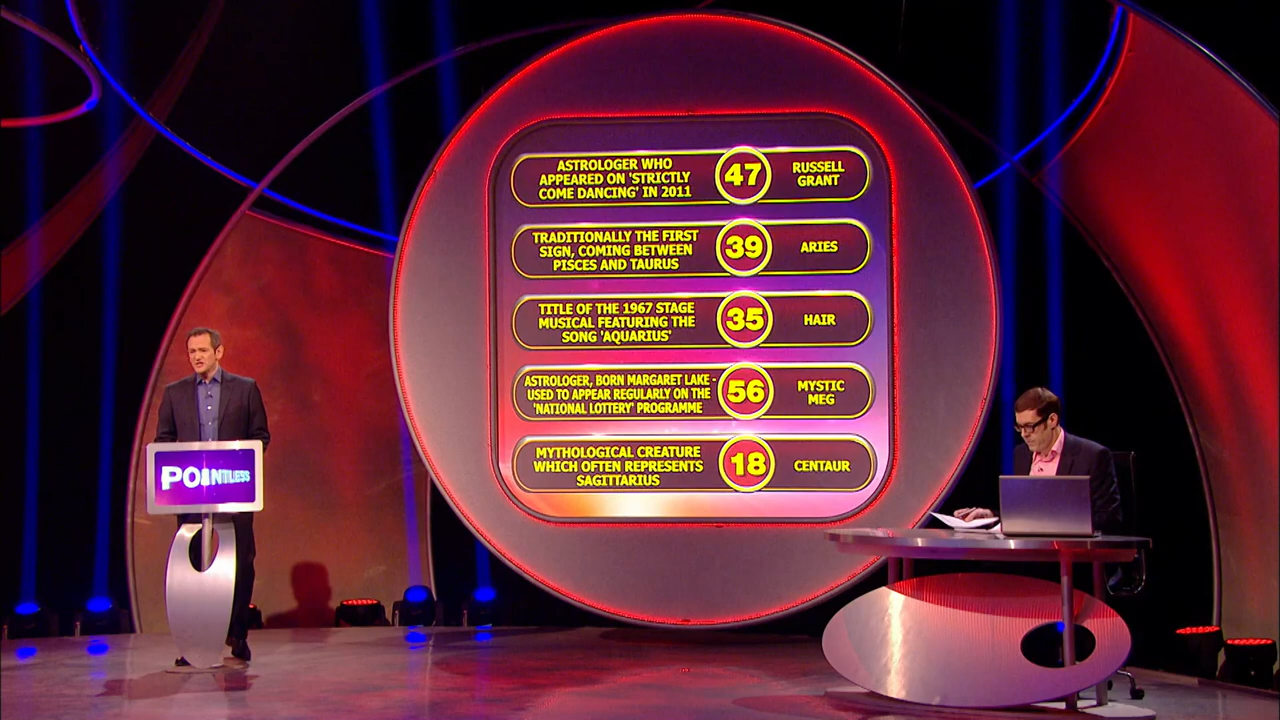 ASTROLOGER WHO
APPEARED ON 'STRICTLY
COME DANCING' IN 2011
47
RUSSELL
GRANT
TRADITIONALLY THE FIRST
SIGN, COMING BETWEEN
PISCES AND TAURUS
39
ARIES
TITLE OF THE 1967 STAGE
MUSICAL FEATURING THE
SONG 'AQUARIUS'
35
HAIR
ASTROLOGER, BORN MARGARET LAKE -
USED TO APPEAR REGULARLY ON THE
'NATIONAL LOTTERY' PROGRAMME
56
MYSTIC
MEG
MYTHOLOGICAL CREATURE
WHICH OFTEN REPRESENTS
SAGITTARIUS
18
CENTAUR
POINTLESS